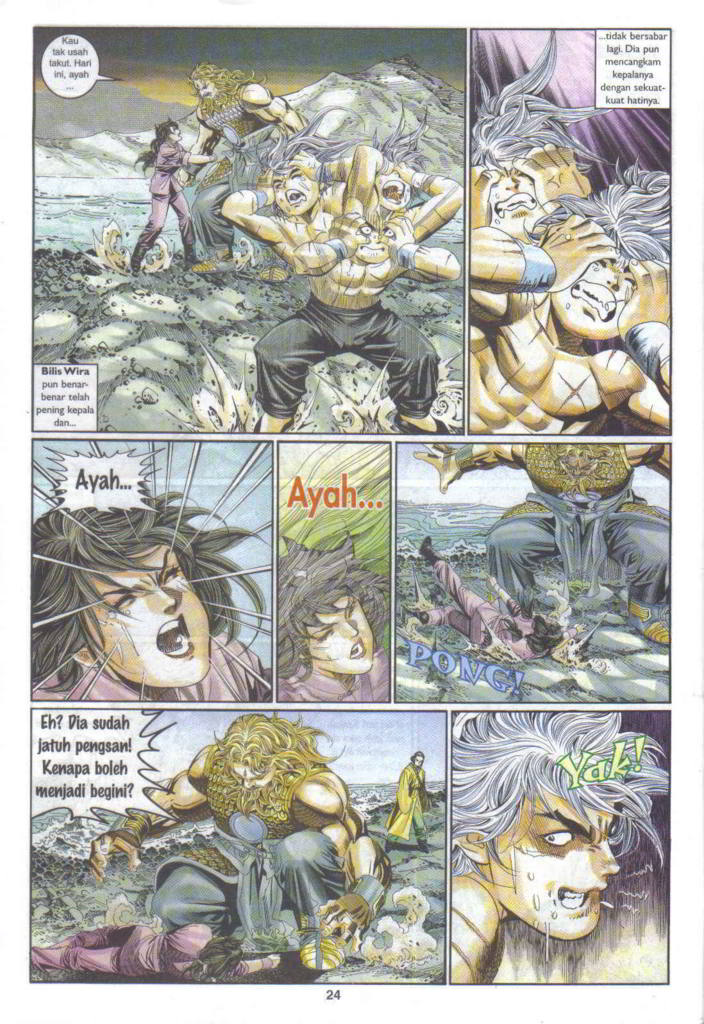 Kau
tak usah
takut. Hari
ini, ayah
...
...tidak bersabar
lagi. Dia pun
mencangkam
kepalanya
dengan sekuat-
kuat hatinya.
Bilis Wira
pun benar-
benar telah
pening kepala
dan...
Ayah...
Ayah...
PONG!
Eh? Dia sudah
jatuh pengsan!
Kenapa boleh
menjadi begini?
Yak!
24